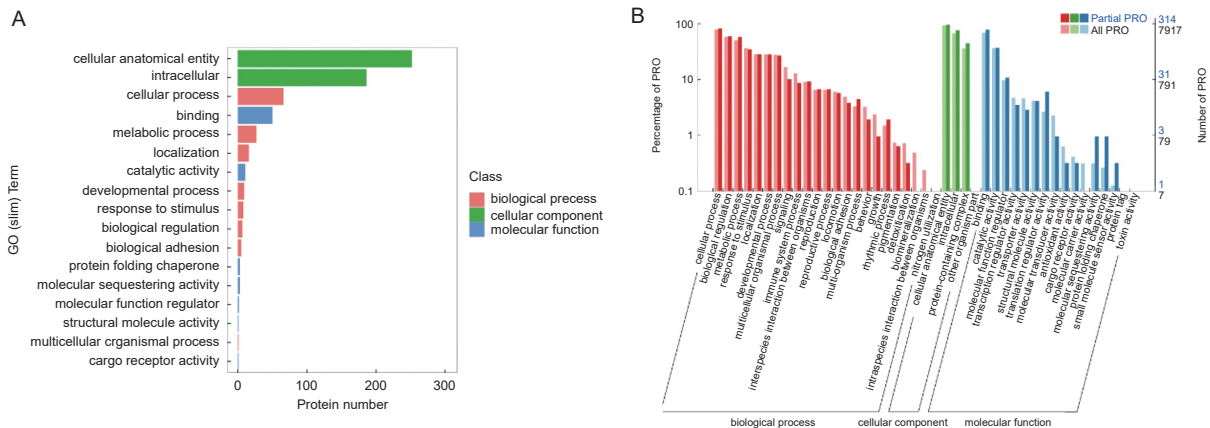 A
cellular anatomical entity
intracellular
cellular process
binding
metabolic process
localization
catalytic activity
developmental process
response to stimulus
biological regulation
biological adhesion
protein folding chaperone
molecular sequestering activity
molecular function regulator
structural molecule activity
multicellular organismal process
cargo receptor activity
GO (slim) Term
0
100
200
300
Protein number
Class
biological precess
cellular component
molecular function
B
100
10
1
0.1
Percemtage of PRO
Partial PRO
All PRO
314
7917
31
791
3
79
1
7
Number of PRO
cellular process
biological regulation
metabolic process
response to stimulus
localization
developmental process
multicellular organismal process
signaling
immune system process
interspecies interaction between organisms
reproduction
reproductive process
locomotion
biological adhesion
multi-organism process
behavior
growth
rhythmic process
pigmentation
detoxification
biomineralization
intraspecies interaction between organisms
nitrogen utilization
cellular anatomical entity
intracellular
protein-containing complex
other organism part
binding
catalytic activity
molecular function regulator
transcription regulator activity
transporter activity
structural molecule activity
translation regulator activity
molecular transducer activity
antioxidant activity
cargo receptor activity
molecular carrier activity
molecular sequestering activity
protein holding chaperone
small molecule sensor activity
protein tag
toxin activity
biological_process
cellular component
molecular_function